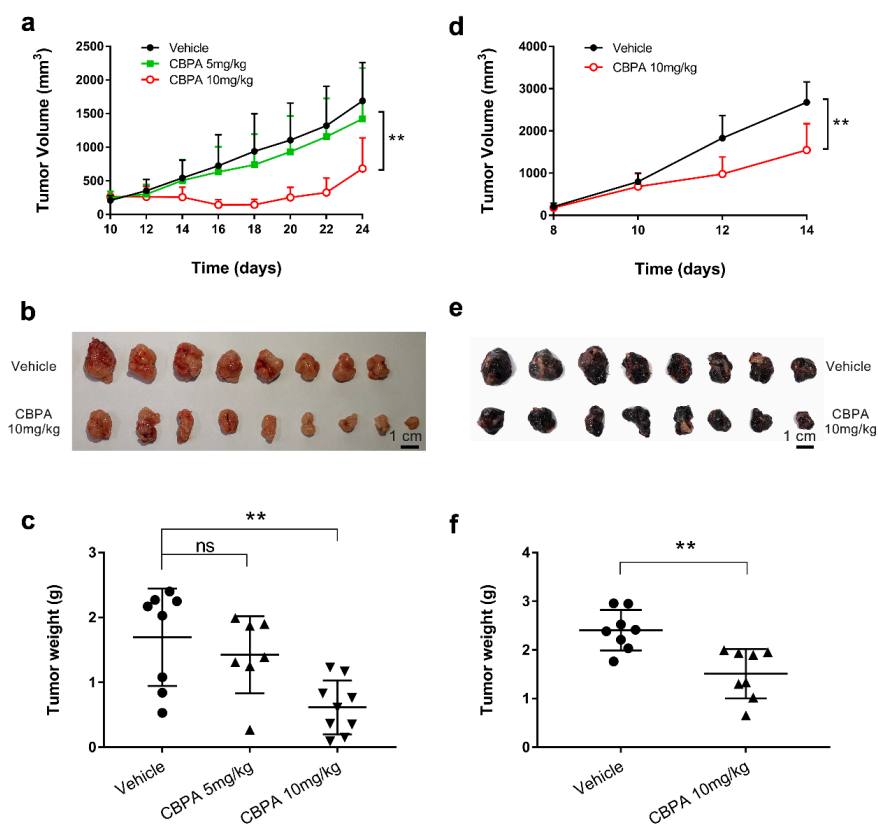 a
Vehicle
CBPA 5mg/kg
CBPA 10mg/kg
Tumor Volume (mm³)
2500
2000
1500
1000
500
0
10 12 14 16 18 20 22 24
**
Time (days)
d
Vehicle
CBPA 10mg/kg
Tumor Volume (mm³)
4000
3000
2000
1000
0
8 10 12 14
**
Time (days)
b
Vehicle
CBPA
10mg/kg
1 cm
e
Vehicle
CBPA
10mg/kg
1 cm
c
**
ns
Tumor weight (g)
3
2
1
0
Vehicle
CBPA 5mg/kg
CBPA 10mg/kg
f
**
Tumor weight (g)
4
3
2
1
0
Vehicle
CBPA 10mg/kg